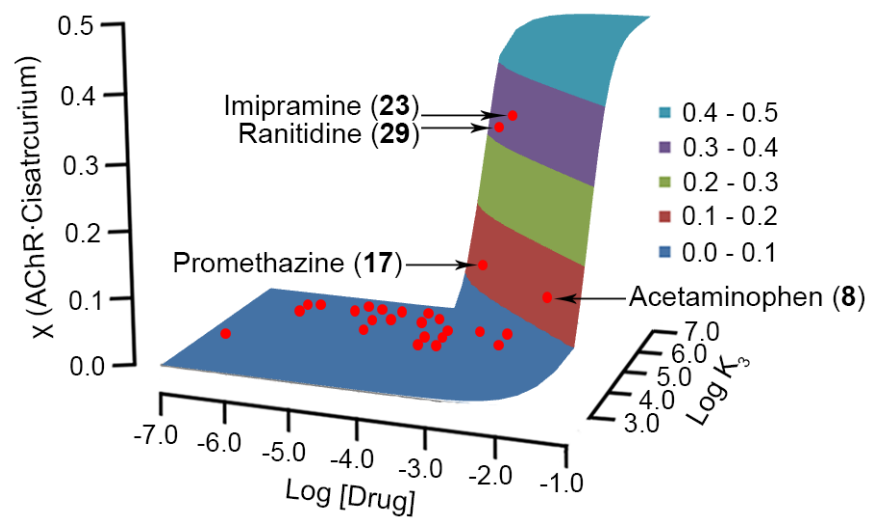 χ (AChR·Cisatrcurium)
0.5
0.4
0.3
0.2
0.1
0.0
Imipramine (23)
Ranitidine (29)
Promethazine (17)
Acetaminophen (8)
0.4 - 0.5
0.3 - 0.4
0.2 - 0.3
0.1 - 0.2
0.0 - 0.1
7.0
6.0
5.0
4.0
3.0
Log K3
-7.0
-6.0
-5.0
-4.0
-3.0
-2.0
-1.0
Log [Drug]